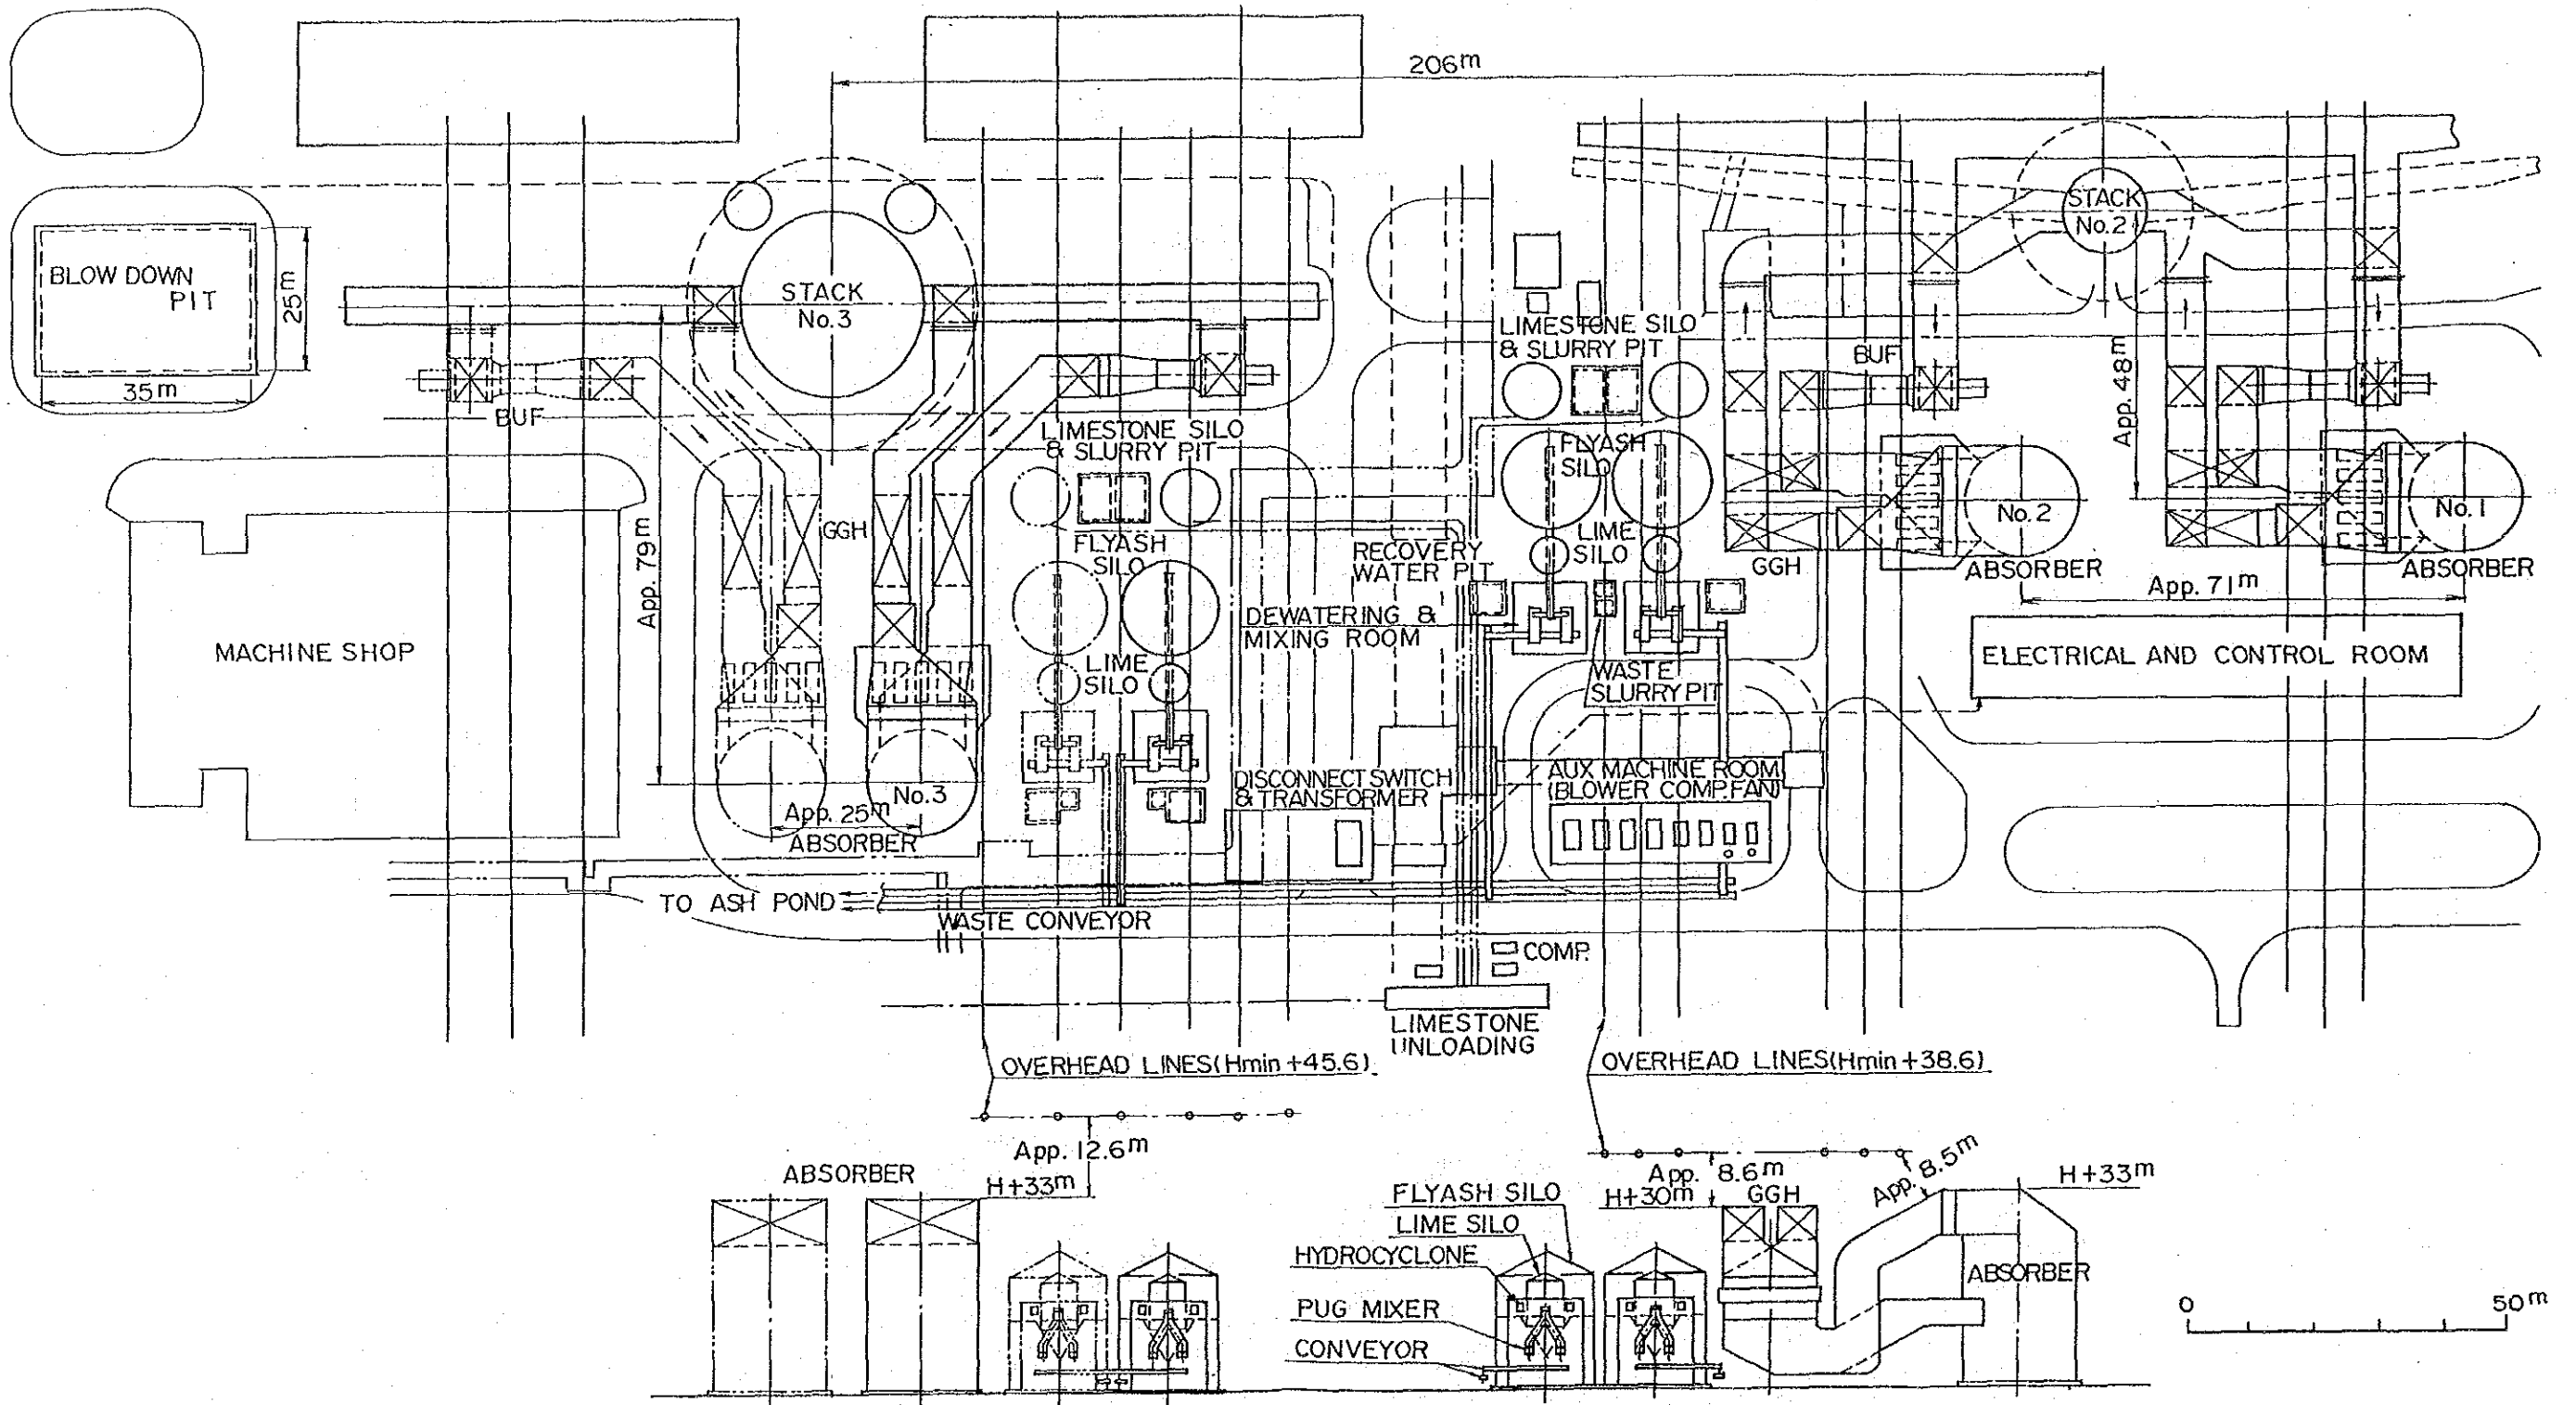 206m
STACK
No.2
BLOW DOWN
PIT
25m
35m
STACK
No.3
BUF
LIMESTONE SILO
& SLURRY PIT
BUF
App. 48m
LIMESTONE SILO
& SLURRY PIT
FLYASH
SILO
GGH
App. 79m
FLYASH
SILO
LIME
SILO
RECOVERY
WATER PIT
No.2
No.1
GGH
ABSORBER
ABSORBER
App. 71m
DEWATERING &
MIXING ROOM
MACHINE SHOP
LIME
SILO
WASTE
SLURRY PIT
ELECTRICAL AND CONTROL ROOM
DISCONNECT SWITCH
& TRANSFORMER
AUX MACHINE ROOM
(BLOWER COMP. FAN)
No.3
App. 25m
ABSORBER
TO ASH POND
WASTE CONVEYOR
COMP.
LIMESTONE
UNLOADING
OVERHEAD LINES(Hmin +45.6)
OVERHEAD LINES(Hmin +38.6)
App. 12.6m
ABSORBER
H+33m
FLYASH SILO
LIME SILO
HYDROCYCLONE
PUG MIXER
CONVEYOR
App. 8.6m
H+30m
GGH
App. 8.5m
H+33m
ABSORBER
0
50m